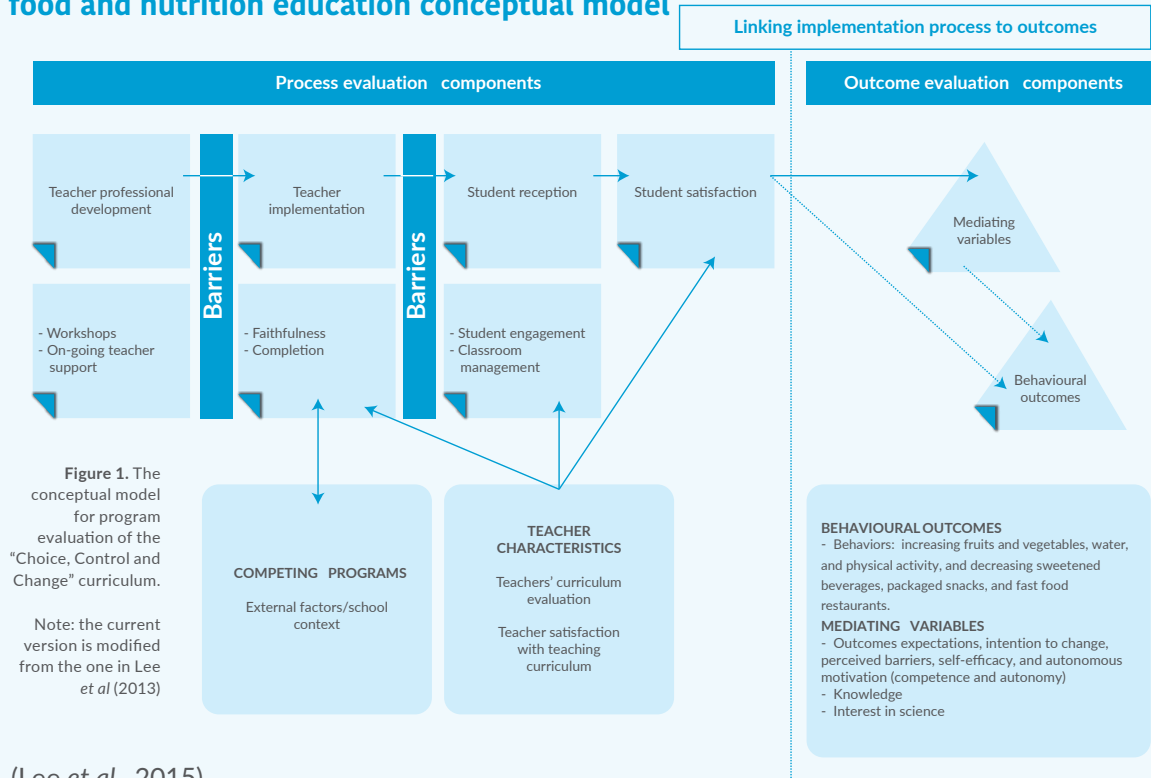 food and nutrition education conceptual model
Linking implementation process to outcomes
Process evaluation components
Outcome evaluation components
Teacher professional
development
Barriers
Teacher
implementation
Barriers
Student reception
Student satisfaction
Mediating
variables
- Workshops
- On-going teacher
support
- Faithfulness
- Completion
- Student engagement
- Classroom
management
Behavioural
outcomes
Figure 1. The
conceptual model
for program
evaluation of the
“Choice, Control and
Change” curriculum.
Note: the current
version is modified
from the one in Lee
et al (2013)
COMPETING PROGRAMS
External factors/school
context
TEACHER
CHARACTERISTICS
Teachers’ curriculum
evaluation
Teacher satisfaction
with teaching
curriculum
BEHAVIOURAL OUTCOMES
- Behaviors: increasing fruits and vegetables, water,
and physical activity, and decreasing sweetened
beverages, packaged snacks, and fast food
restaurants.
MEDIATING VARIABLES
- Outcomes expectations, intention to change,
perceived barriers, self-efficacy, and autonomous
motivation (competence and autonomy)
- Knowledge
- Interest in science
(Lee et al., 2015)